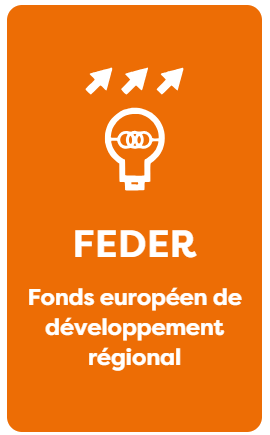 FEDER
Fonds européen de
développement
régional